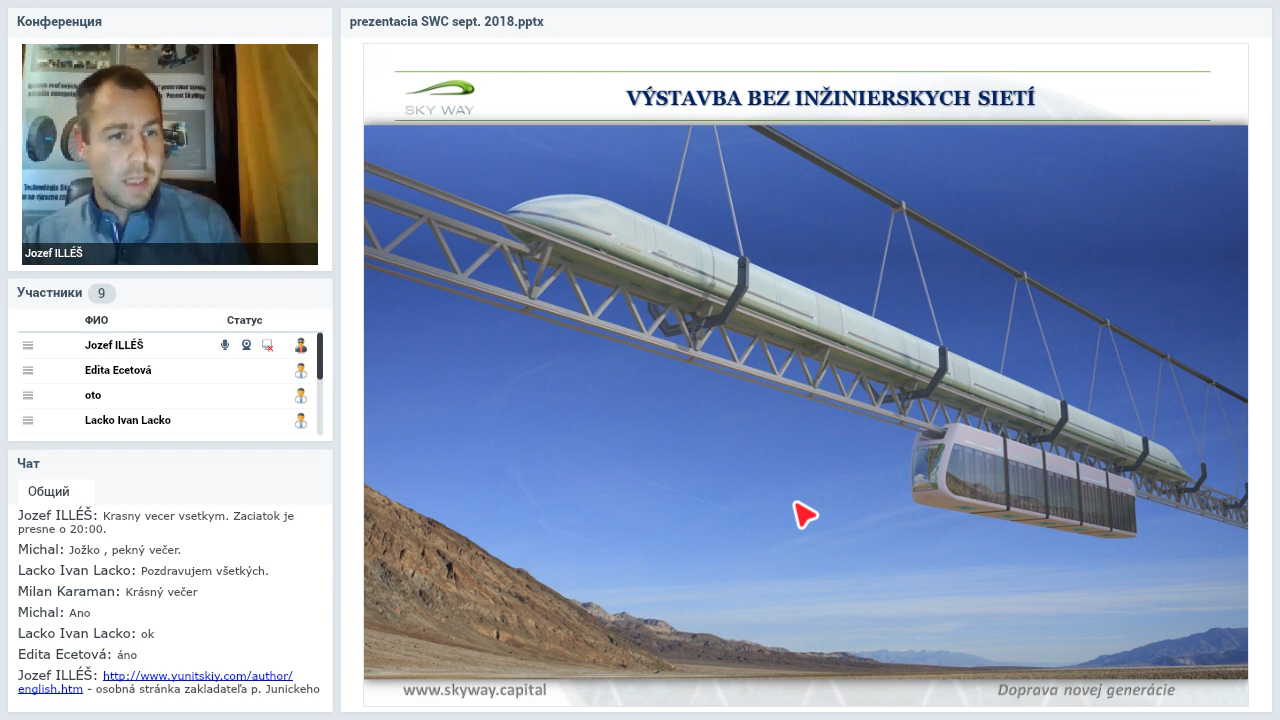 Конференция
Jozef ILLÉŠ
Участники 9
ФИО Статус
Jozef ILLÉŠ
Edita Ecetová
oto
Lacko Ivan Lacko
Чат
Общий
Jozef ILLÉŠ: Krasny vecer vsetkym. Zaciatok je
presne o 20:00.
Michal: Jožko , pekný večer.
Lacko Ivan Lacko: Pozdravujem všetkých.
Milan Karaman: Krásný večer
Michal: Ano
Lacko Ivan Lacko: ok
Edita Ecetová: áno
Jozef ILLÉŠ: http://www.yunitskiy.com/author/
english.htm - osobná stránka zakladateľa p. Junickeho
prezentacia SWC sept. 2018.pptx
SKY WAY
VÝSTAVBA BEZ INŽINIERSKYCH SIETÍ
www.skyway.capital
Doprava novej generácie